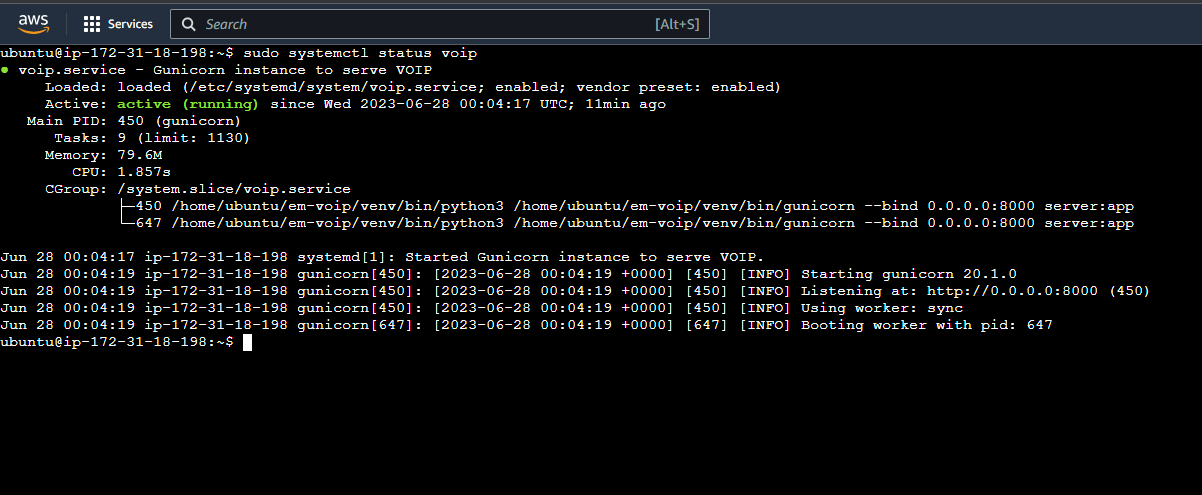 aws Services Search [Alt+S]
ubuntu@ip-172-31-18-198:~$ sudo systemctl status voip
● voip.service - Gunicorn instance to serve VOIP
Loaded: loaded (/etc/systemd/system/voip.service; enabled; vendor preset: enabled)
Active: active (running) since Wed 2023-06-28 00:04:17 UTC; 11min ago
Main PID: 450 (gunicorn)
Tasks: 9 (limit: 1130)
Memory: 79.6M
CPU: 1.857s
CGroup: /system.slice/voip.service
├─450 /home/ubuntu/em-voip/venv/bin/python3 /home/ubuntu/em-voip/venv/bin/gunicorn --bind 0.0.0.0:8000 server:app
└─647 /home/ubuntu/em-voip/venv/bin/python3 /home/ubuntu/em-voip/venv/bin/gunicorn --bind 0.0.0.0:8000 server:app
Jun 28 00:04:17 ip-172-31-18-198 systemd[1]: Started Gunicorn instance to serve VOIP.
Jun 28 00:04:19 ip-172-31-18-198 gunicorn[450]: [2023-06-28 00:04:19 +0000] [450] [INFO] Starting gunicorn 20.1.0
Jun 28 00:04:19 ip-172-31-18-198 gunicorn[450]: [2023-06-28 00:04:19 +0000] [450] [INFO] Listening at: http://0.0.0.0:8000 (450)
Jun 28 00:04:19 ip-172-31-18-198 gunicorn[450]: [2023-06-28 00:04:19 +0000] [450] [INFO] Using worker: sync
Jun 28 00:04:19 ip-172-31-18-198 gunicorn[647]: [2023-06-28 00:04:19 +0000] [647] [INFO] Booting worker with pid: 647
ubuntu@ip-172-31-18-198:~$